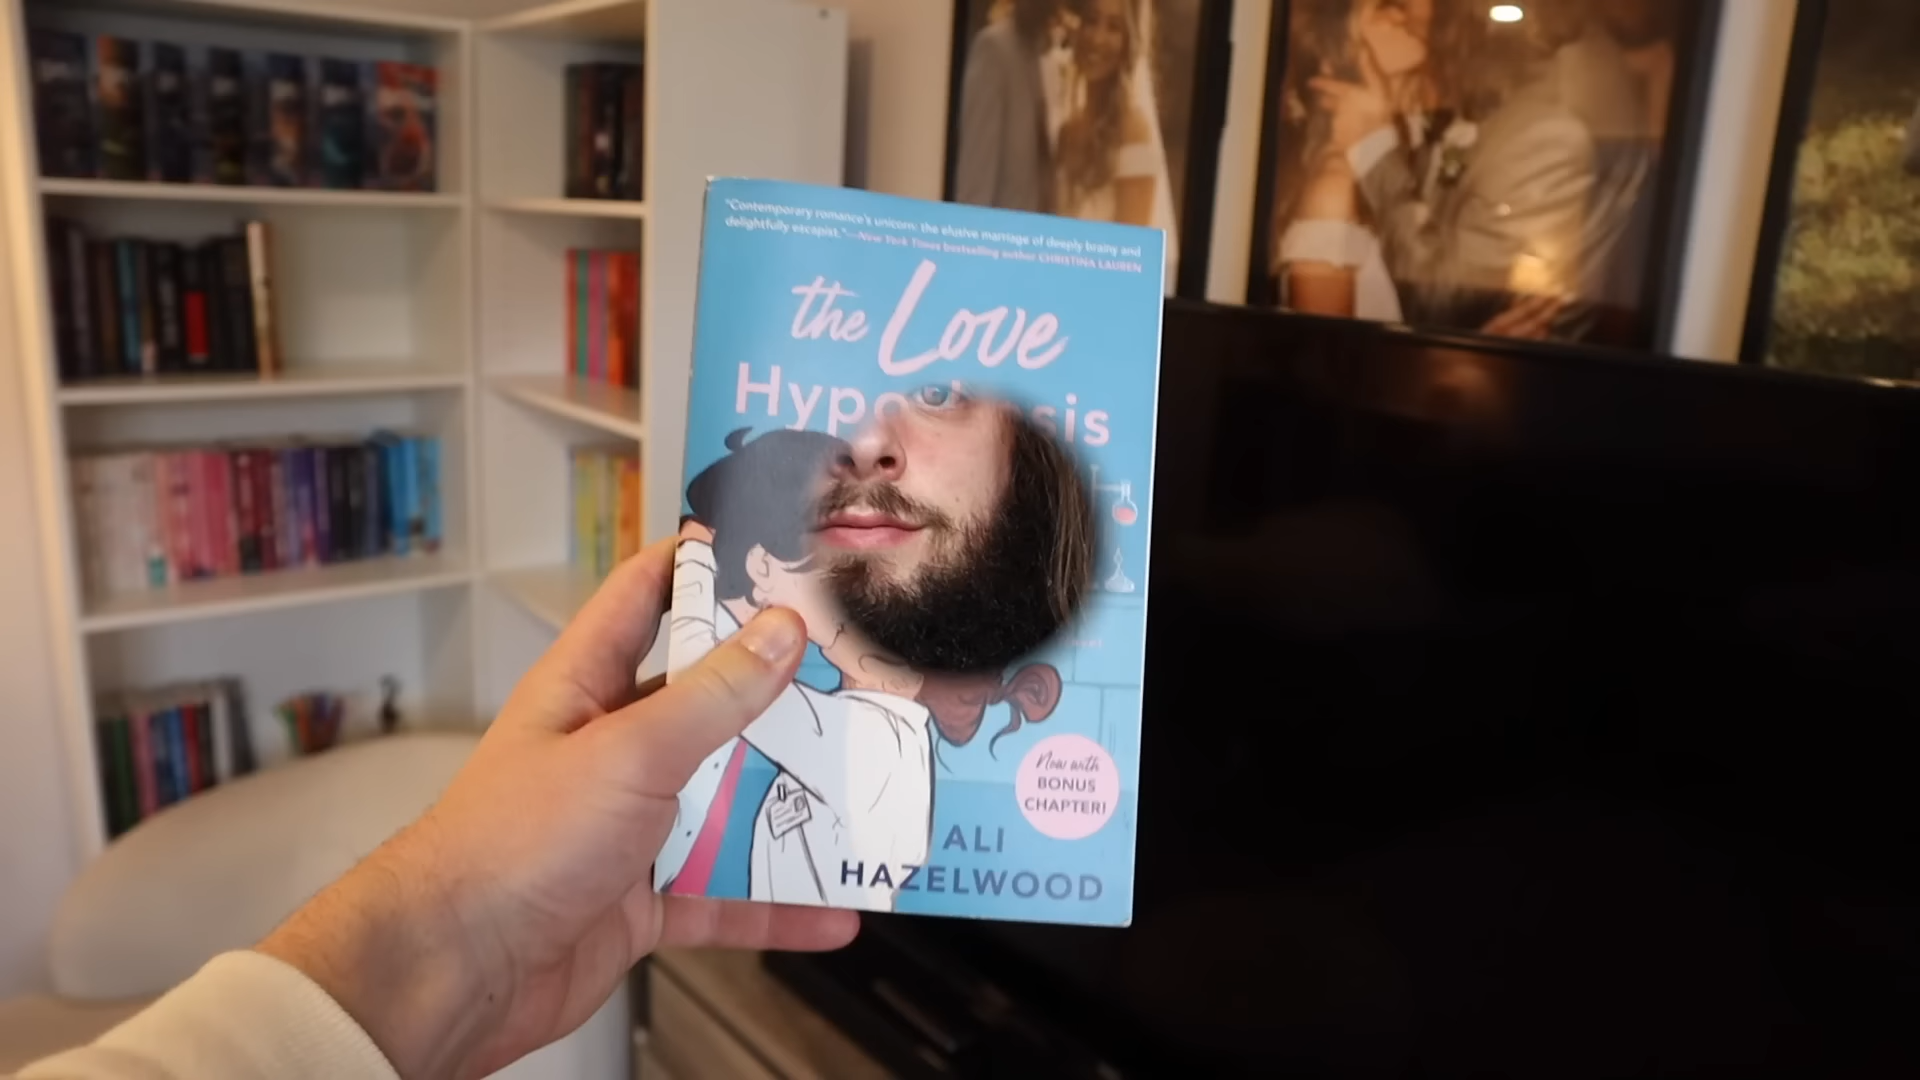 "Contemporary romance's unicorn: the elusive marriage of deeply brainy and
delightfully escapist."—New York Times bestselling author CHRISTINA LAUREN
the Love
Now with
BONUS
CHAPTER!
ALI
HAZELWOOD